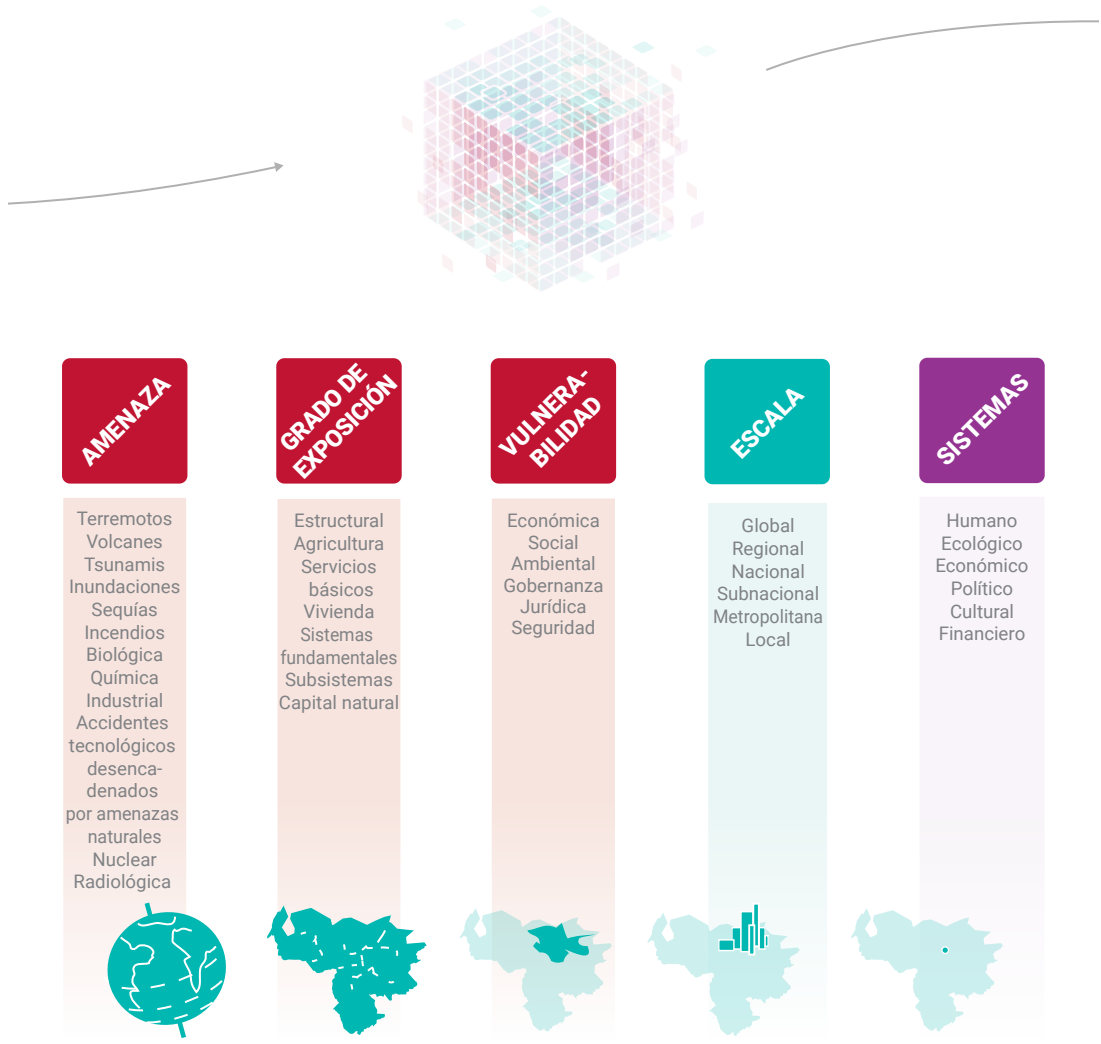 AMENAZA
Terremotos
Volcanes
Tsunamis
Inundaciones
Sequías
Incendios
Biológica
Química
Industrial
Accidentes
tecnológicos
desenca-
denados
por amenazas
naturales
Nuclear
Radiológica
GRADO DE
EXPOSICIÓN
Estructural
Agricultura
Servicios
básicos
Vivienda
Sistemas
fundamentales
Subsistemas
Capital natural
VULNERA-
BILIDAD
Económica
Social
Ambiental
Gobernanza
Jurídica
Seguridad
ESCALA
Global
Regional
Nacional
Subnacional
Metropolitana
Local
SISTEMAS
Humano
Ecológico
Económico
Político
Cultural
Financiero